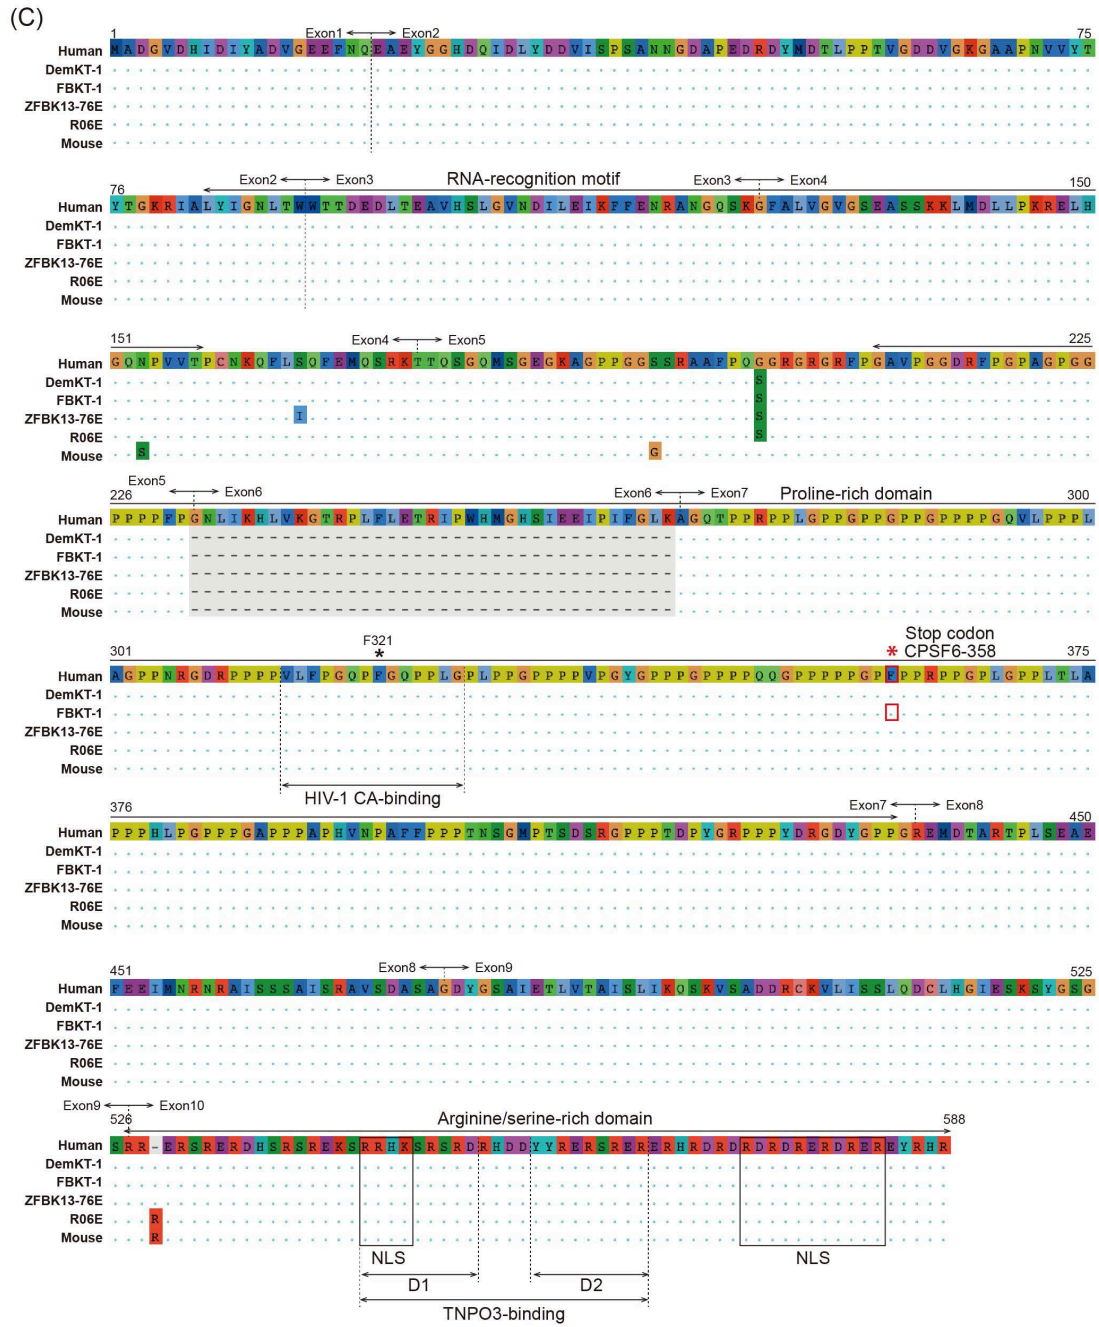 (C)
1 Exon1 Exon2 75
Human MADGVDHIDIYADVGEEFNQEAEYGGHDQIDLYDDVISPSANNGDAPEDRDYMDTLPPTVGDDVGKGAAPNVVYT
DemKT-1
FBKT-1
ZFBK13-76E
R06E
Mouse
76 Exon2 Exon3 RNA-recognition motif Exon3 Exon4 150
Human YTGKRIALYIGNLTWWTTDEDLTEAVHSLGVNDILEIKFFENRANGQSKGFALVGVGSEASSKKLMDLLPKRELH
DemKT-1
FBKT-1
ZFBK13-76E
R06E
Mouse
151 Exon4 Exon5 225
Human GQNPVVTPCNKQFLSQFEMQSRKTTQSGQMSGEGKAGPPGGSSRAAFPQGGRGRGRFPGAVPGGDRFPGPAGPGG
DemKT-1 S
FBKT-1 S
ZFBK13-76E I S
R06E S
Mouse S G
226 Exon5 Exon6 Exon6 Exon7 Proline-rich domain 300
Human PPPPFPGNLIKHLVKGTRPLFLETRIPWHMGHSIEEIPIFGLKAGQTPPRPPLGPPGPPGPPGPPPPGQVLPPPL
DemKT-1 -------------------------------------
FBKT-1 -------------------------------------
ZFBK13-76E -------------------------------------
R06E -------------------------------------
Mouse -------------------------------------
Stop codon
301 F321 * * CPSF6-358 375
Human AGPPNRGDRPPPPVLFPGQPFGQPPLGPLPPGPPPPVPGYGPPPGPPPPQQGPPPPPGPFPPRPPGPLGPPLTLA
DemKT-1
FBKT-1
ZFBK13-76E
R06E
Mouse
HIV-1 CA-binding
376 Exon7 Exon8 450
Human PPPHLPGPPPGAPPPAPHVNPAFFPPPTNSGMPTSDSRGPPPTDPYGRPPPYDRGDYGPPGREMDTARTPLSEAE
DemKT-1
FBKT-1
ZFBK13-76E
R06E
Mouse
451 Exon8 Exon9 525
Human FEEIMNRNRAISSSAISRAVSDASAGDYGSAIETLVTAISLIKQSKVSADDRCKVLISSLQDCLHGIESKSYGSG
DemKT-1
FBKT-1
ZFBK13-76E
R06E
Mouse
Exon9 Exon10
526 Arginine/serine-rich domain 588
Human SRR-ERSRERDHSRSREKSRRHKSRSRDRHDDYYRERSRERERHRDRDRDRDRERDREREYRHR
DemKT-1
FBKT-1
ZFBK13-76E
R06E R
Mouse R
NLS NLS
D1 D2
TNPO3-binding